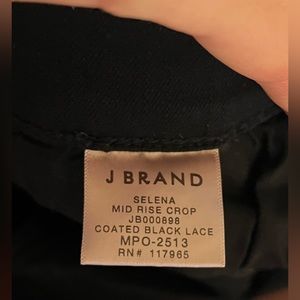 J BRAND
SELENA
MID RISE CROP
JB000898
COATED BLACK LACE
MPO-2513
RN# 117965